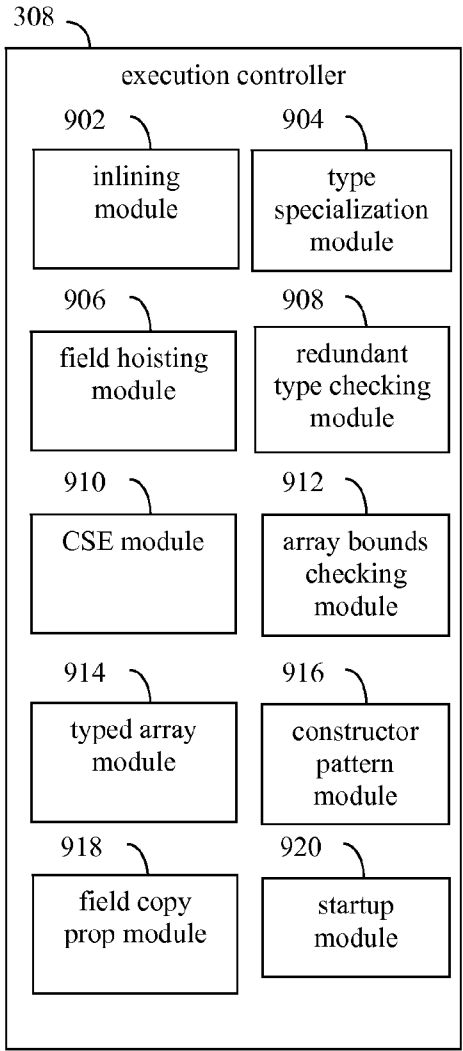 308
execution controller
902
904
inlining
module
type
specialization
module
906
908
field hoisting
module
redundant
type checking
module
910
912
CSE module
array bounds
checking
module
914
916
typed array
module
constructor
pattern
module
918
920
field copy
prop module
startup
module